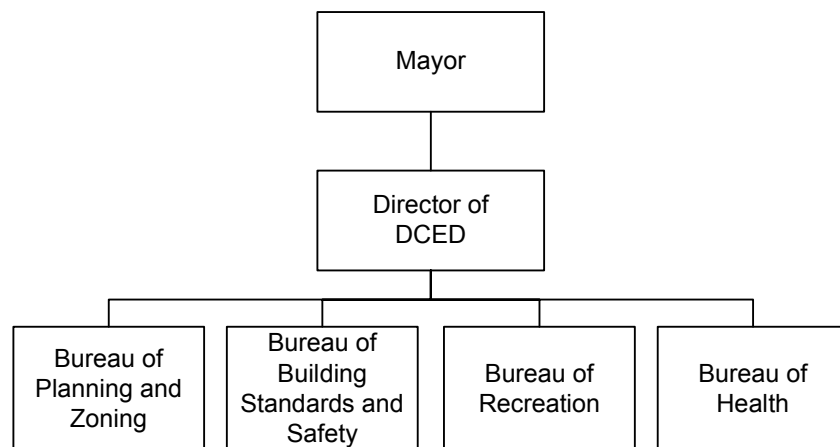 Mayor
Director of
DCED
Bureau of
Planning and
Zoning
Bureau of
Building
Standards and
Safety
Bureau of
Recreation
Bureau of
Health